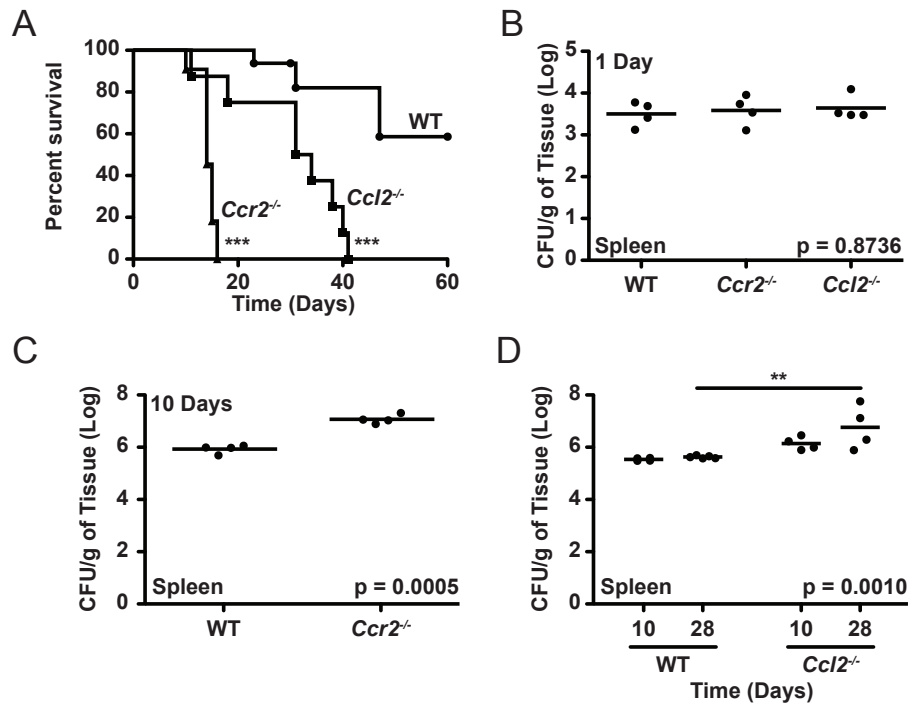 A
Percent survival
100
80
60
40
20
0
WT
Ccr2-/-
***
Ccl2-/-
***
0 20 40 60
Time (Days)
B
CFU/g of Tissue (Log)
5
4
3
2
1
0
1 Day
Spleen p = 0.8736
WT Ccr2-/- Ccl2-/-
C
CFU/g of Tissue (Log)
8
6
4
2
0
10 Days
Spleen p = 0.0005
WT Ccr2-/-
D
CFU/g of Tissue (Log)
8
6
4
2
0
**
Spleen p = 0.0010
10 28 10 28
WT Ccl2-/-
Time (Days)